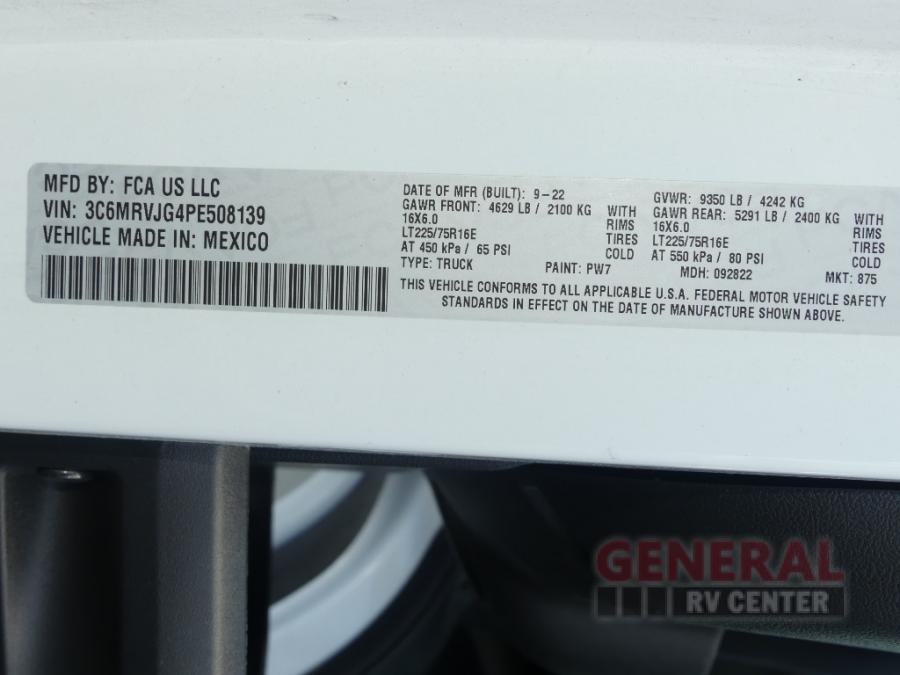 MFD BY: FCA US LLC
VIN: 3C6MRVJG4PE508139
VEHICLE MADE IN: MEXICO
DATE OF MFR (BUILT): 9-22
GAWR FRONT: 4629 LB / 2100 KG WITH
16X6.0 RIMS
LT225/75R16E TIRES
AT 450 kPa / 65 PSI COLD
TYPE: TRUCK PAINT: PW7
GVWR: 9350 LB / 4242 KG
GAWR REAR: 5291 LB / 2400 KG WITH
16X6.0 RIMS
LT225/75R16E TIRES
AT 550 kPa / 80 PSI COLD
MDH: 092822 MKT: 875
THIS VEHICLE CONFORMS TO ALL APPLICABLE U.S.A. FEDERAL MOTOR VEHICLE SAFETY
STANDARDS IN EFFECT ON THE DATE OF MANUFACTURE SHOWN ABOVE.
GENERAL
RV CENTER